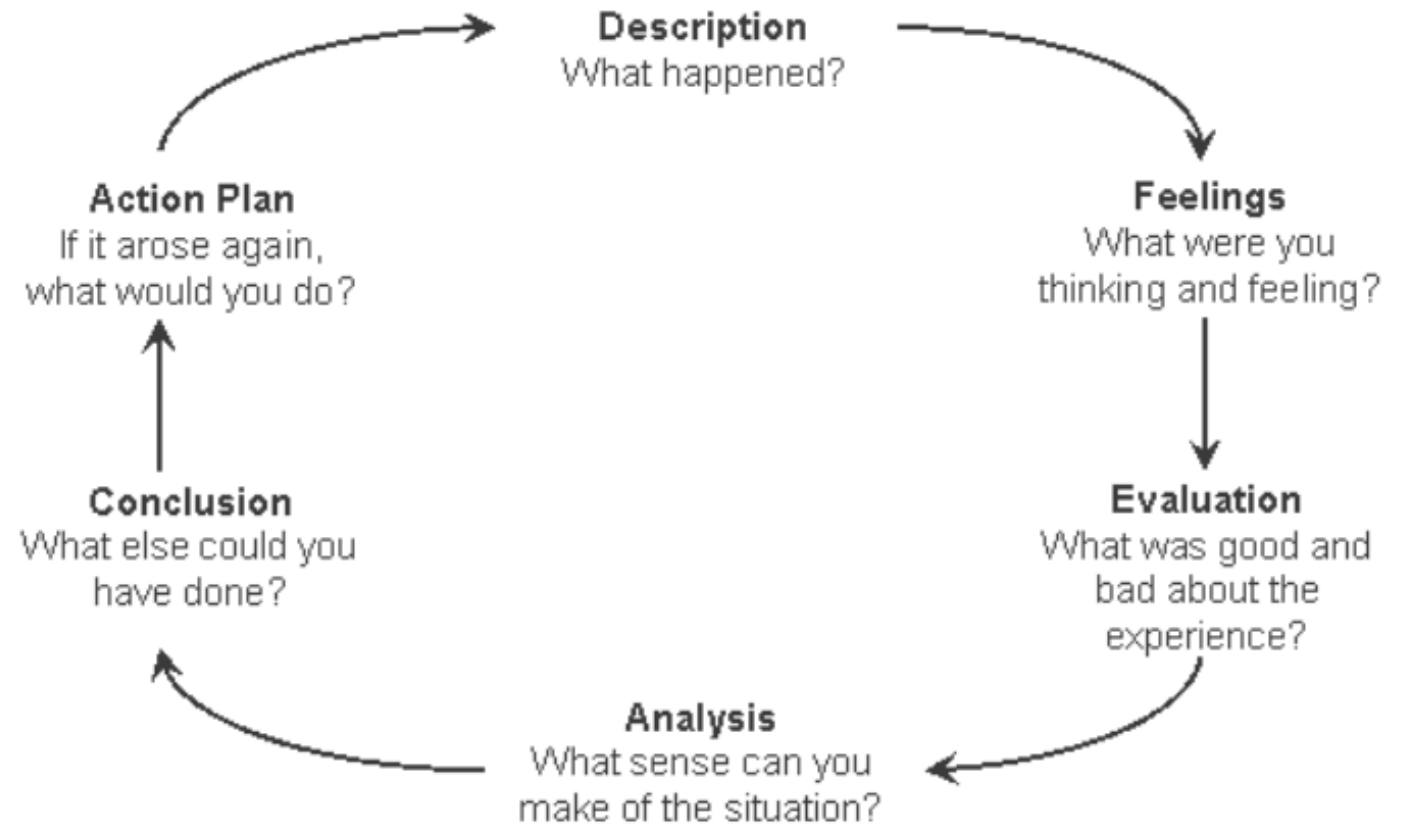 Description
What happened?
Feelings
What were you
thinking and feeling?
Evaluation
What was good and
bad about the
experience?
Analysis
What sense can you
make of the situation?
Conclusion
What else could you
have done?
Action Plan
If it arose again,
what would you do?